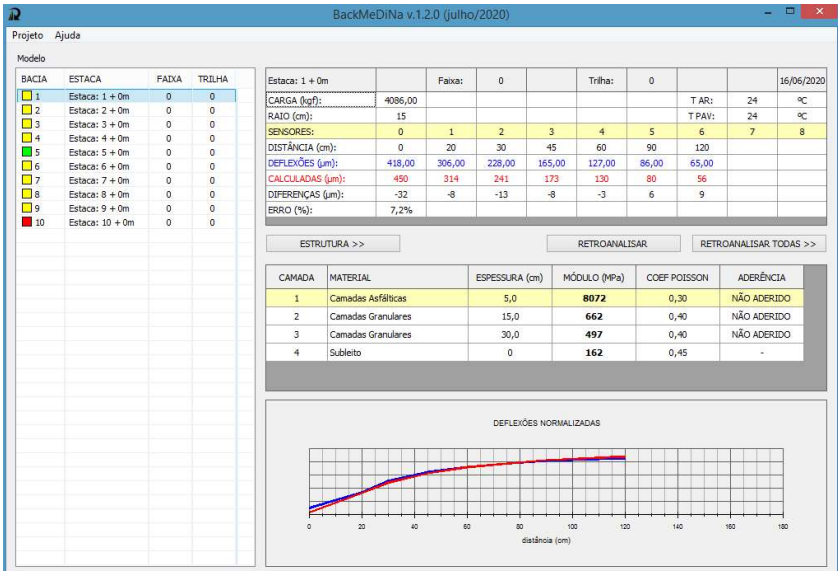 BackMeDiNa v.1.2.0 (julho/2020)
Projeto Ajuda
Modelo
BACIA ESTACA FAIXA TRILHA
1 Estaca: 1 + 0m 0 0
2 Estaca: 2 + 0m 0 0
3 Estaca: 3 + 0m 0 0
4 Estaca: 4 + 0m 0 0
5 Estaca: 5 + 0m 0 0
6 Estaca: 6 + 0m 0 0
7 Estaca: 7 + 0m 0 0
8 Estaca: 8 + 0m 0 0
9 Estaca: 9 + 0m 0 0
10 Estaca: 10 + 0m 0 0
Estaca: 1 + 0m Faixa: 0 Trilha: 0 16/06/2020
CARGA (kgf): 4086,00 T AR: 24 ºC
RAIO (cm): 15 T PAV: 24 ºC
SENSORES: 0 1 2 3 4 5 6 7 8
DISTÂNCIA (cm): 0 20 30 45 60 90 120
DEFLEXÕES (µm): 418,00 306,00 228,00 165,00 127,00 86,00 65,00
CALCULADAS (µm): 450 314 241 173 130 80 56
DIFERENÇAS (µm): -32 -8 -13 -8 -3 6 9
ERRO (%): 7,2%
ESTRUTURA >> RETROANALISAR RETROANALISAR TODAS >>
CAMADA MATERIAL ESPESSURA (cm) MÓDULO (MPa) COEF POISSON ADERÊNCIA
1 Camadas Asfálticas 5,0 8072 0,30 NÃO ADERIDO
2 Camadas Granulares 15,0 662 0,40 NÃO ADERIDO
3 Camadas Granulares 30,0 497 0,40 NÃO ADERIDO
4 Subleito 0 162 0,45 -
DEFLEXÕES NORMALIZADAS
0 20 40 60 80 100 120 140 160 180
distância (cm)